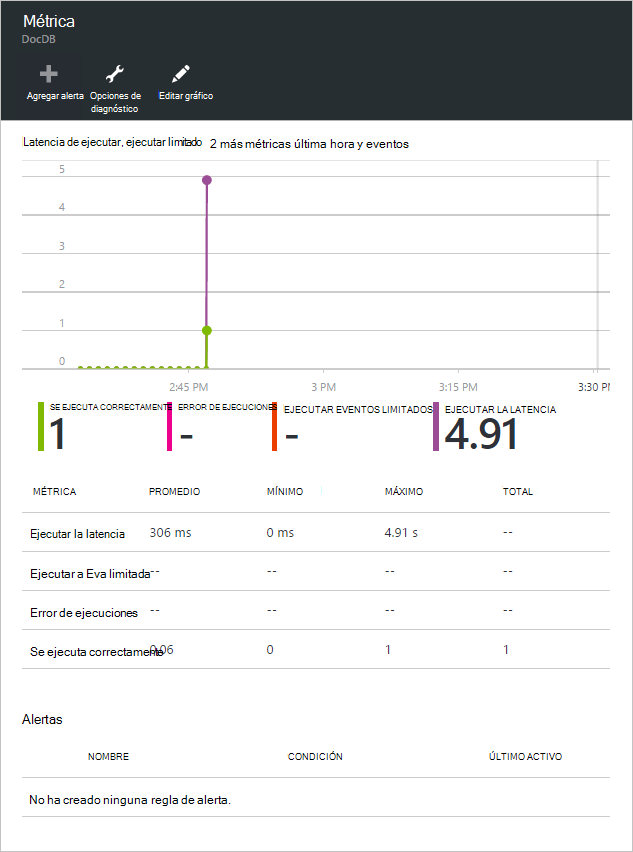 Métrica
DocDB
Agregar alerta
Opciones de diagnóstico
Editar gráfico
Latencia de ejecutar, ejecutar limitado 2 más métricas última hora y eventos
5
4
3
2
1
0
2:45 PM 3 PM 3:15 PM 3:30
SE EJECUTA CORRECTAMENTE ERROR DE EJECUCIONES EJECUTAR EVENTOS LIMITADOS EJECUTAR LA LATENCIA
1 - - 4.91
MÉTRICA PROMEDIO MÍNIMO MÁXIMO TOTAL
Ejecutar la latencia 306 ms 0 ms 4.91 s --
Ejecutar a Eva limitada -- -- -- --
Error de ejecuciones -- -- -- --
Se ejecuta correctamente 0.06 0 1 1
Alertas
NOMBRE CONDICIÓN ÚLTIMO ACTIVO
No ha creado ninguna regla de alerta.